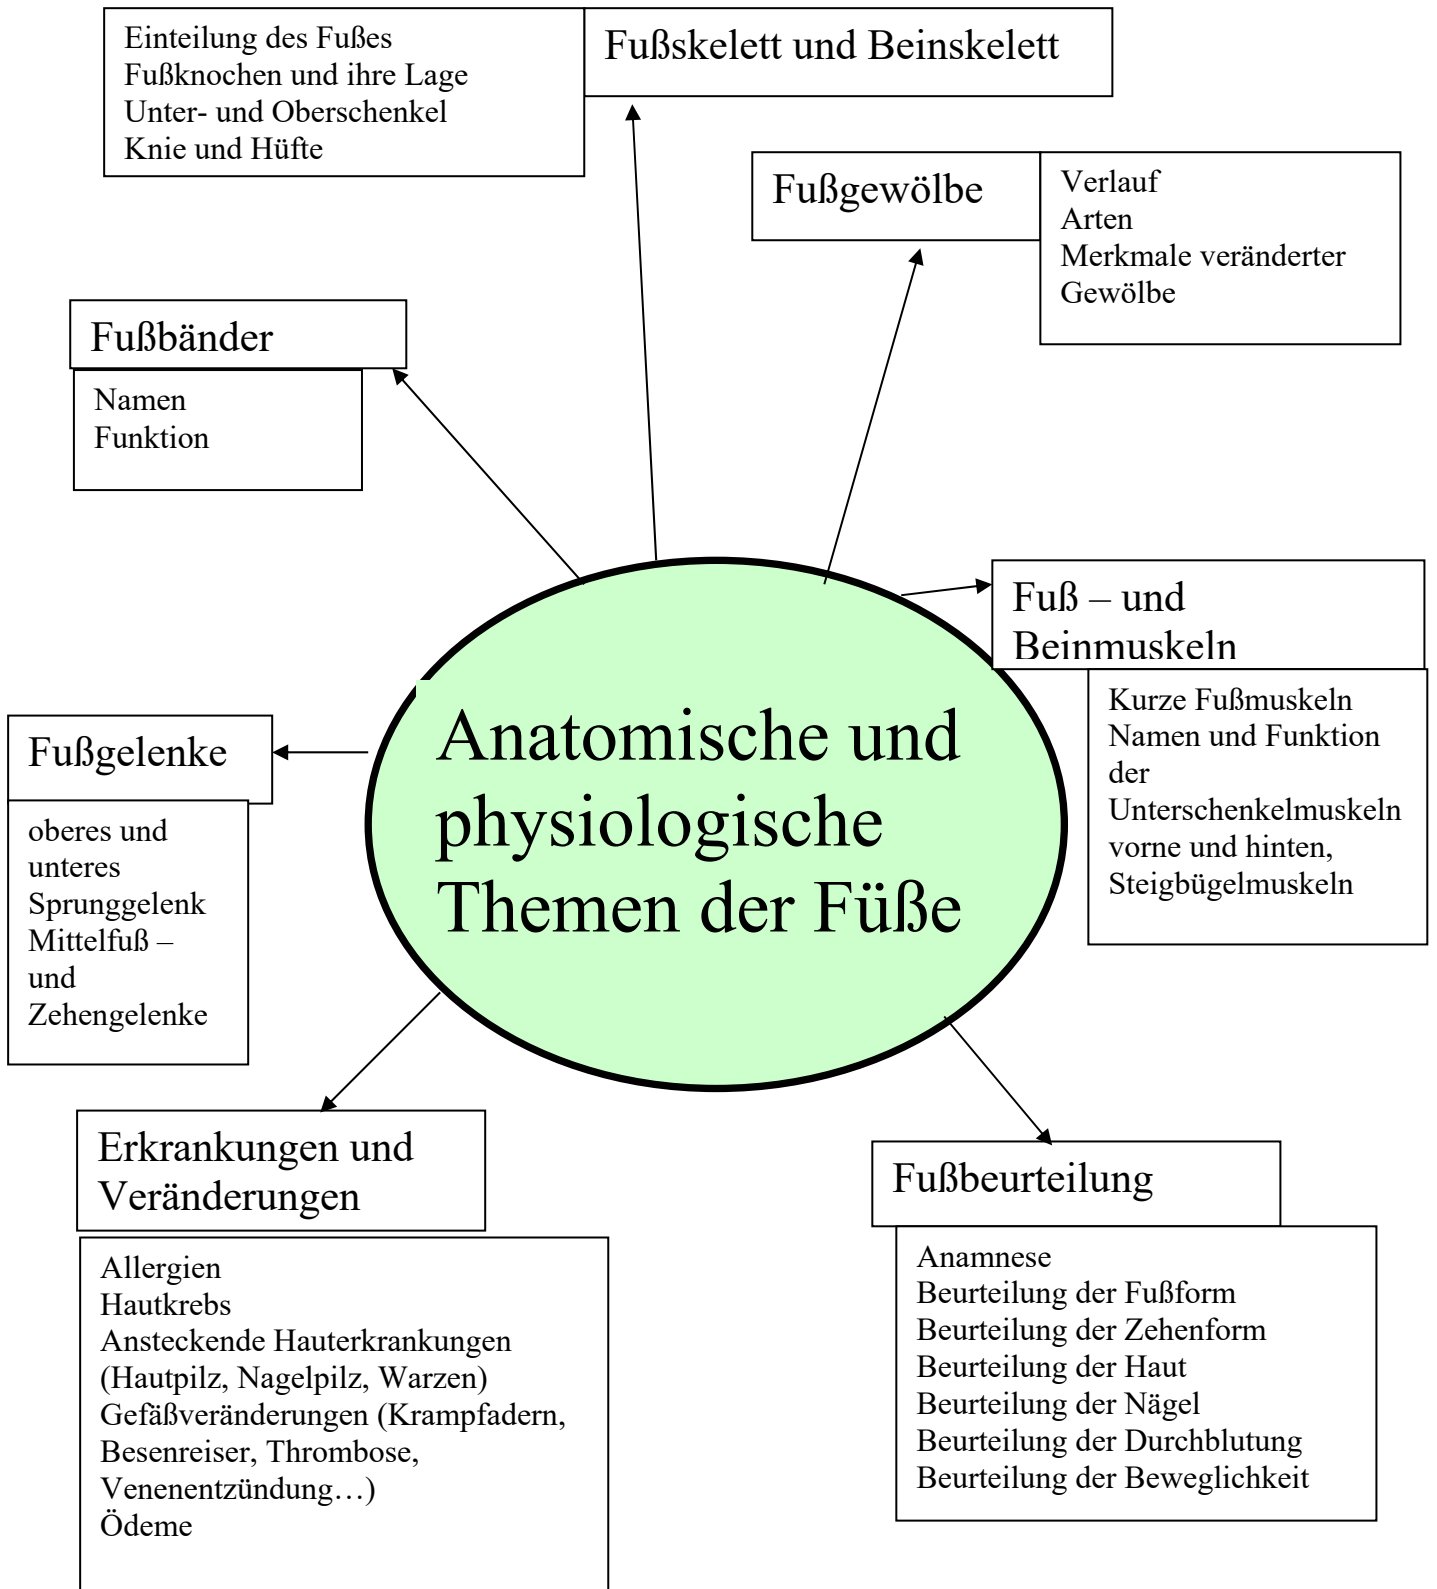 Einteilung des Fußes
Fußknochen und ihre Lage
Unter- und Oberschenkel
Knie und Hüfte
Fußskelett und Beinskelett
Fußgewölbe
Verlauf
Arten
Merkmale veränderter
Gewölbe
Fußbänder
Namen
Funktion
Fuß – und
Beinmuskeln
Kurze Fußmuskeln
Namen und Funktion
der
Unterschenkelmuskeln
vorne und hinten,
Steigbügelmuskeln
Anatomische und
physiologische
Themen der Füße
Fußgelenke
oberes und
unteres
Sprunggelenk
Mittelfuß –
und
Zehengelenke
Erkrankungen und
Veränderungen
Allergien
Hautkrebs
Ansteckende Hauterkrankungen
(Hautpilz, Nagelpilz, Warzen)
Gefäßveränderungen (Krampfadern,
Besenreiser, Thrombose,
Venenentzündung…)
Ödeme
Fußbeurteilung
Anamnese
Beurteilung der Fußform
Beurteilung der Zehenform
Beurteilung der Haut
Beurteilung der Nägel
Beurteilung der Durchblutung
Beurteilung der Beweglichkeit